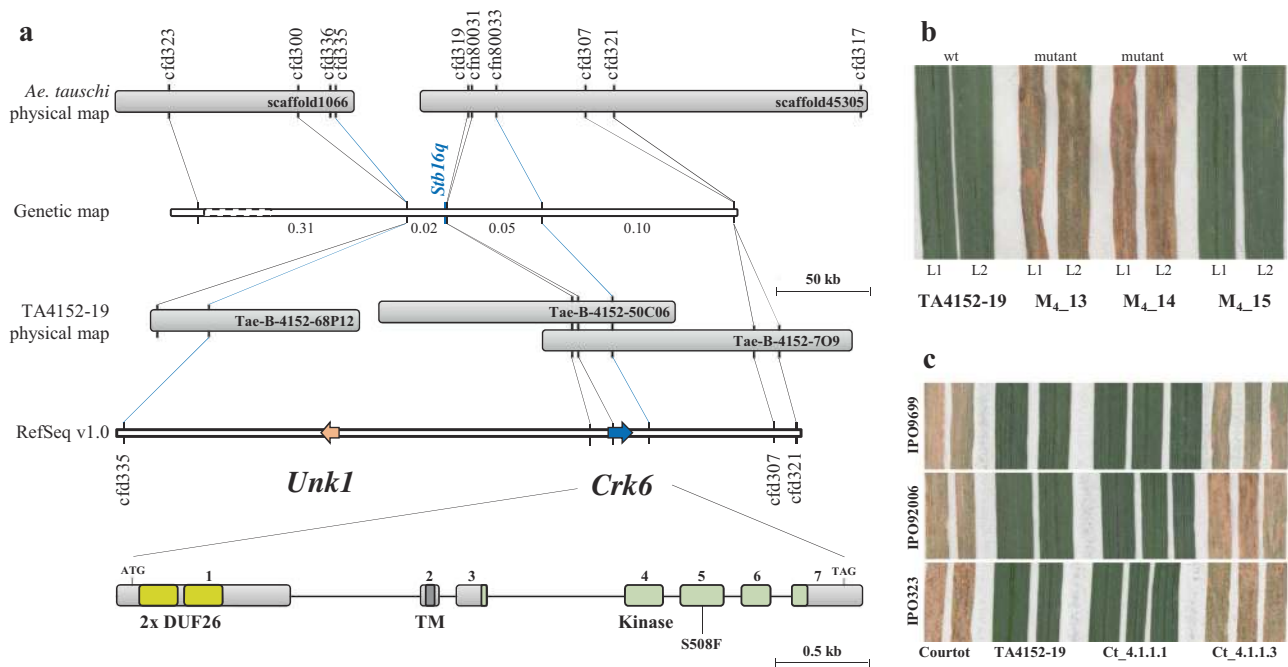 a
cfd323
cfd300
cfd336
cfd335
cfd319
cfn80031
cfn80033
cfd307
cfd321
cfd317
Ae. tauschi
physical map
scaffold1066
scaffold45305
Stb16q
Genetic map
0.31
0.02
0.05
0.10
50 kb
TA4152-19
physical map
Tae-B-4152-68P12
Tae-B-4152-50C06
Tae-B-4152-7O9
RefSeq v1.0
cfd335
Unk1
Crk6
cfd307
cfd321
ATG
1
2
3
4
5
6
7
TAG
2x DUF26
TM
Kinase
S508F
0.5 kb
b
wt
mutant
mutant
wt
L1 L2 L1 L2 L1 L2 L1 L2
TA4152-19 M₄_13 M₄_14 M₄_15
c
IPO9699
IPO92006
IPO323
Courtot TA4152-19 Ct_4.1.1.1 Ct_4.1.1.3